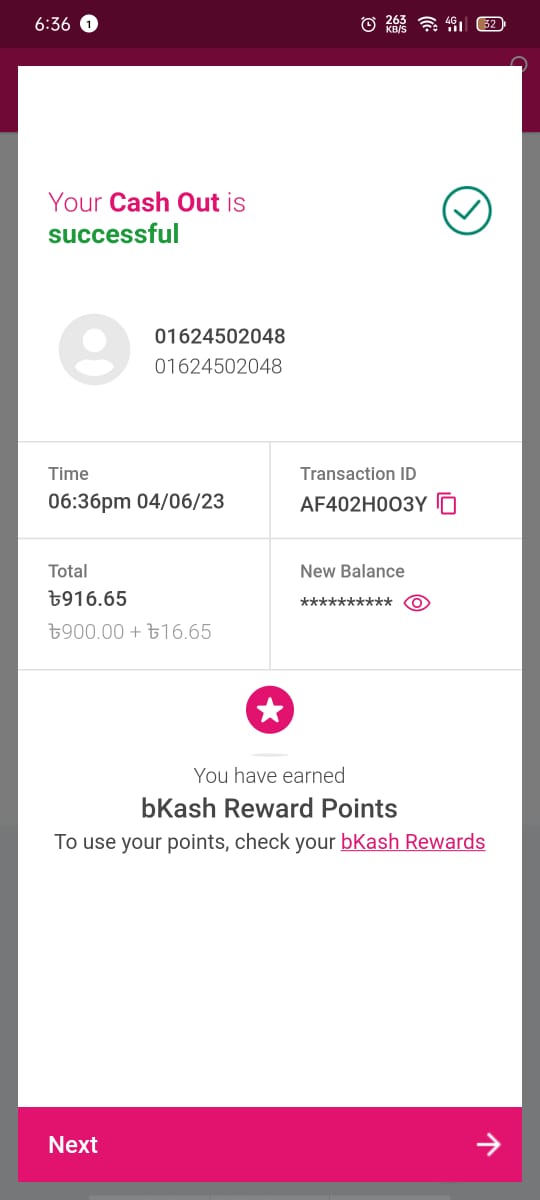 6:36 1 263 KB/S 4G 32
Your Cash Out is
successful
01624502048
01624502048
Time
06:36pm 04/06/23
Transaction ID
AF402H0O3Y
Total
৳916.65
৳900.00 + ৳16.65
New Balance
**********
You have earned
bKash Reward Points
To use your points, check your bKash Rewards
Next